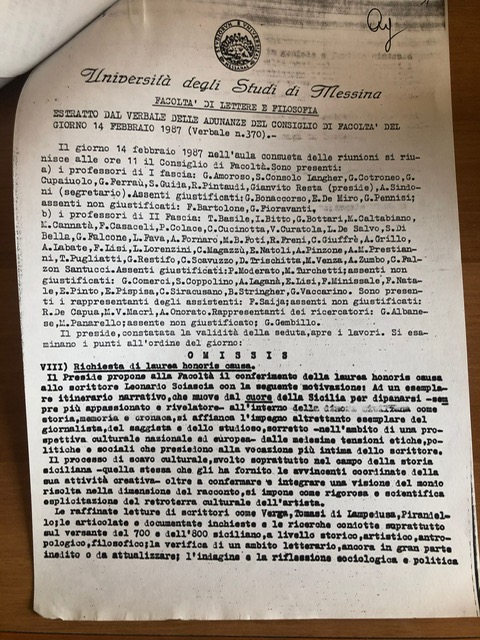 Università degli Studi di Messina
FACOLTA' DI LETTERE E FILOSOFIA
ESTRATTO DAL VERBALE DELLE ADUNANZE DEL CONSIGLIO DI FACOLTA' DEL
GIORNO 14 FEBBRAIO 1987 (Verbale n.370).-
Il giorno 14 febbraio 1987 nell'aula consueta delle riunioni si riu-
nisce alle ore 11 il Consiglio di Facoltà. Sono presenti:
a) i professori di I fascia: G.Amoroso, S.Consolo Langher, G.Cotroneo, G.
Cupaiuolo, G.Ferraù, S.Guida, R.Pintaudi, Gianvito Resta (preside), A.Sindo-
ni (segretario). Assenti giustificati: G.Bonaccorso, E.De Miro, G.Pennisi;
assenti non giustificati: F.Bartolone, G.Fioravanti.
b) i professori di II Fascia: T.Basile, I.Bitto, G.Bottari, M.Caltabiano,
M.Cannatà, F.Casaceli, P.Colace, C.Cucinotta, V.Curatola, L.De Salvo, S.Di
Bella, G.Falcone, L.Fava, A.Fornaro, M.D.Foti, R.Freni, C.Giuffrè, A.Grillo,
A.Labate, F.Lisi, L.Lorenzini, C.Magazzù, E.Natoli, A.Pinzone, A.M.Prestian-
ni, T.Pugliatti, G.Restifo, C.Scavuzzo, D.Trischitta, M.Venza, A.Zumbo, C.Fal-
zon Santucci. Assenti giustificati: P.Moderato, M.Turchetti; assenti non
giustificati: G.Comerci, S.Coppolino, A.Laganà, E.Lisi, F.Minissale, F.Nata-
le, E.Pinto, E.Pispisa, G.Siracusano, B.Stringher, G.Vaccarino. Sono presen-
ti i rappresentanti degli assistenti: F.Saija; assenti non giustificati:
R.De Capua, M.V.Macrì, A.Onorato. Rappresentanti dei ricercatori: G.Albane-
se, M.Panarello; assente non giustificato; G.Gembillo.
Il preside, constatata la validità della seduta, apre i lavori. Si esa-
minano i punti all'ordine del giorno:
O M I S S I S
VIII) Richiesta di laurea honoris causa.
Il Preside propone alla Facoltà il conferimento della laurea honoris causa
allo scrittore Leonardo Sciascia con la seguente motivazione: Ad un esempla-
re itinerario narrativo, che muove dal cuore della Sicilia per dipanarsi -sem
pre più appassionato e rivelatore- all'interno della come
storia, memoria e cronaca, si affianca l'impegno altrettanto esemplare del
giornalista, del saggista e dello studioso, sorretto -nell'ambito di una pro-
spettiva culturale nazionale ed europea- dalle medesime tensioni etiche, po-
litiche e sociali che presiedono alla vocazione più intima dello scrittore.
Il processo di scavo culturale, svolto soprattutto nel campo della storia
siciliana -quella stessa che gli ha fornito le avvincenti coordinate della
sua attività creativa- oltre a confermare e integrare una visione del mondo
risolta nella dimensione del racconto, si impone come rigorosa e scientifica
esplicitazione del retroterra culturale dell'artista.
Le raffinate letture di scrittori come Verga, Tomasi di Lampedusa, Pirandel-
lo; le articolate e documentate inchieste e le ricerche condotte soprattutto
sul versante del 700 e dell'800 siciliano, a livello storico, artistico, antro-
pologico, filosofico; la verifica di un ambito letterario, ancora in gran parte
inedito o da attualizzare; l'indagine e la riflessione sociologica e politica